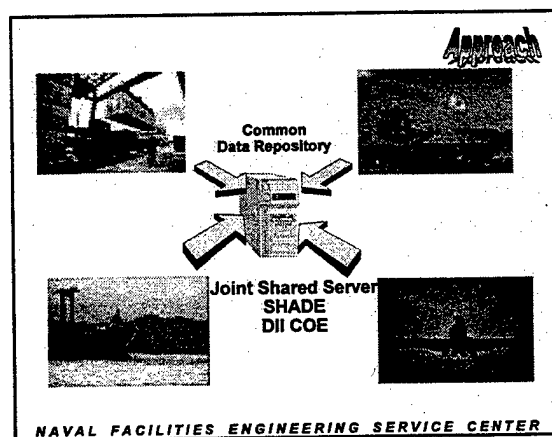 Approach
Common
Data Repository
Joint Shared Server
SHADE
DII COE
NAVAL FACILITIES ENGINEERING SERVICE CENTER